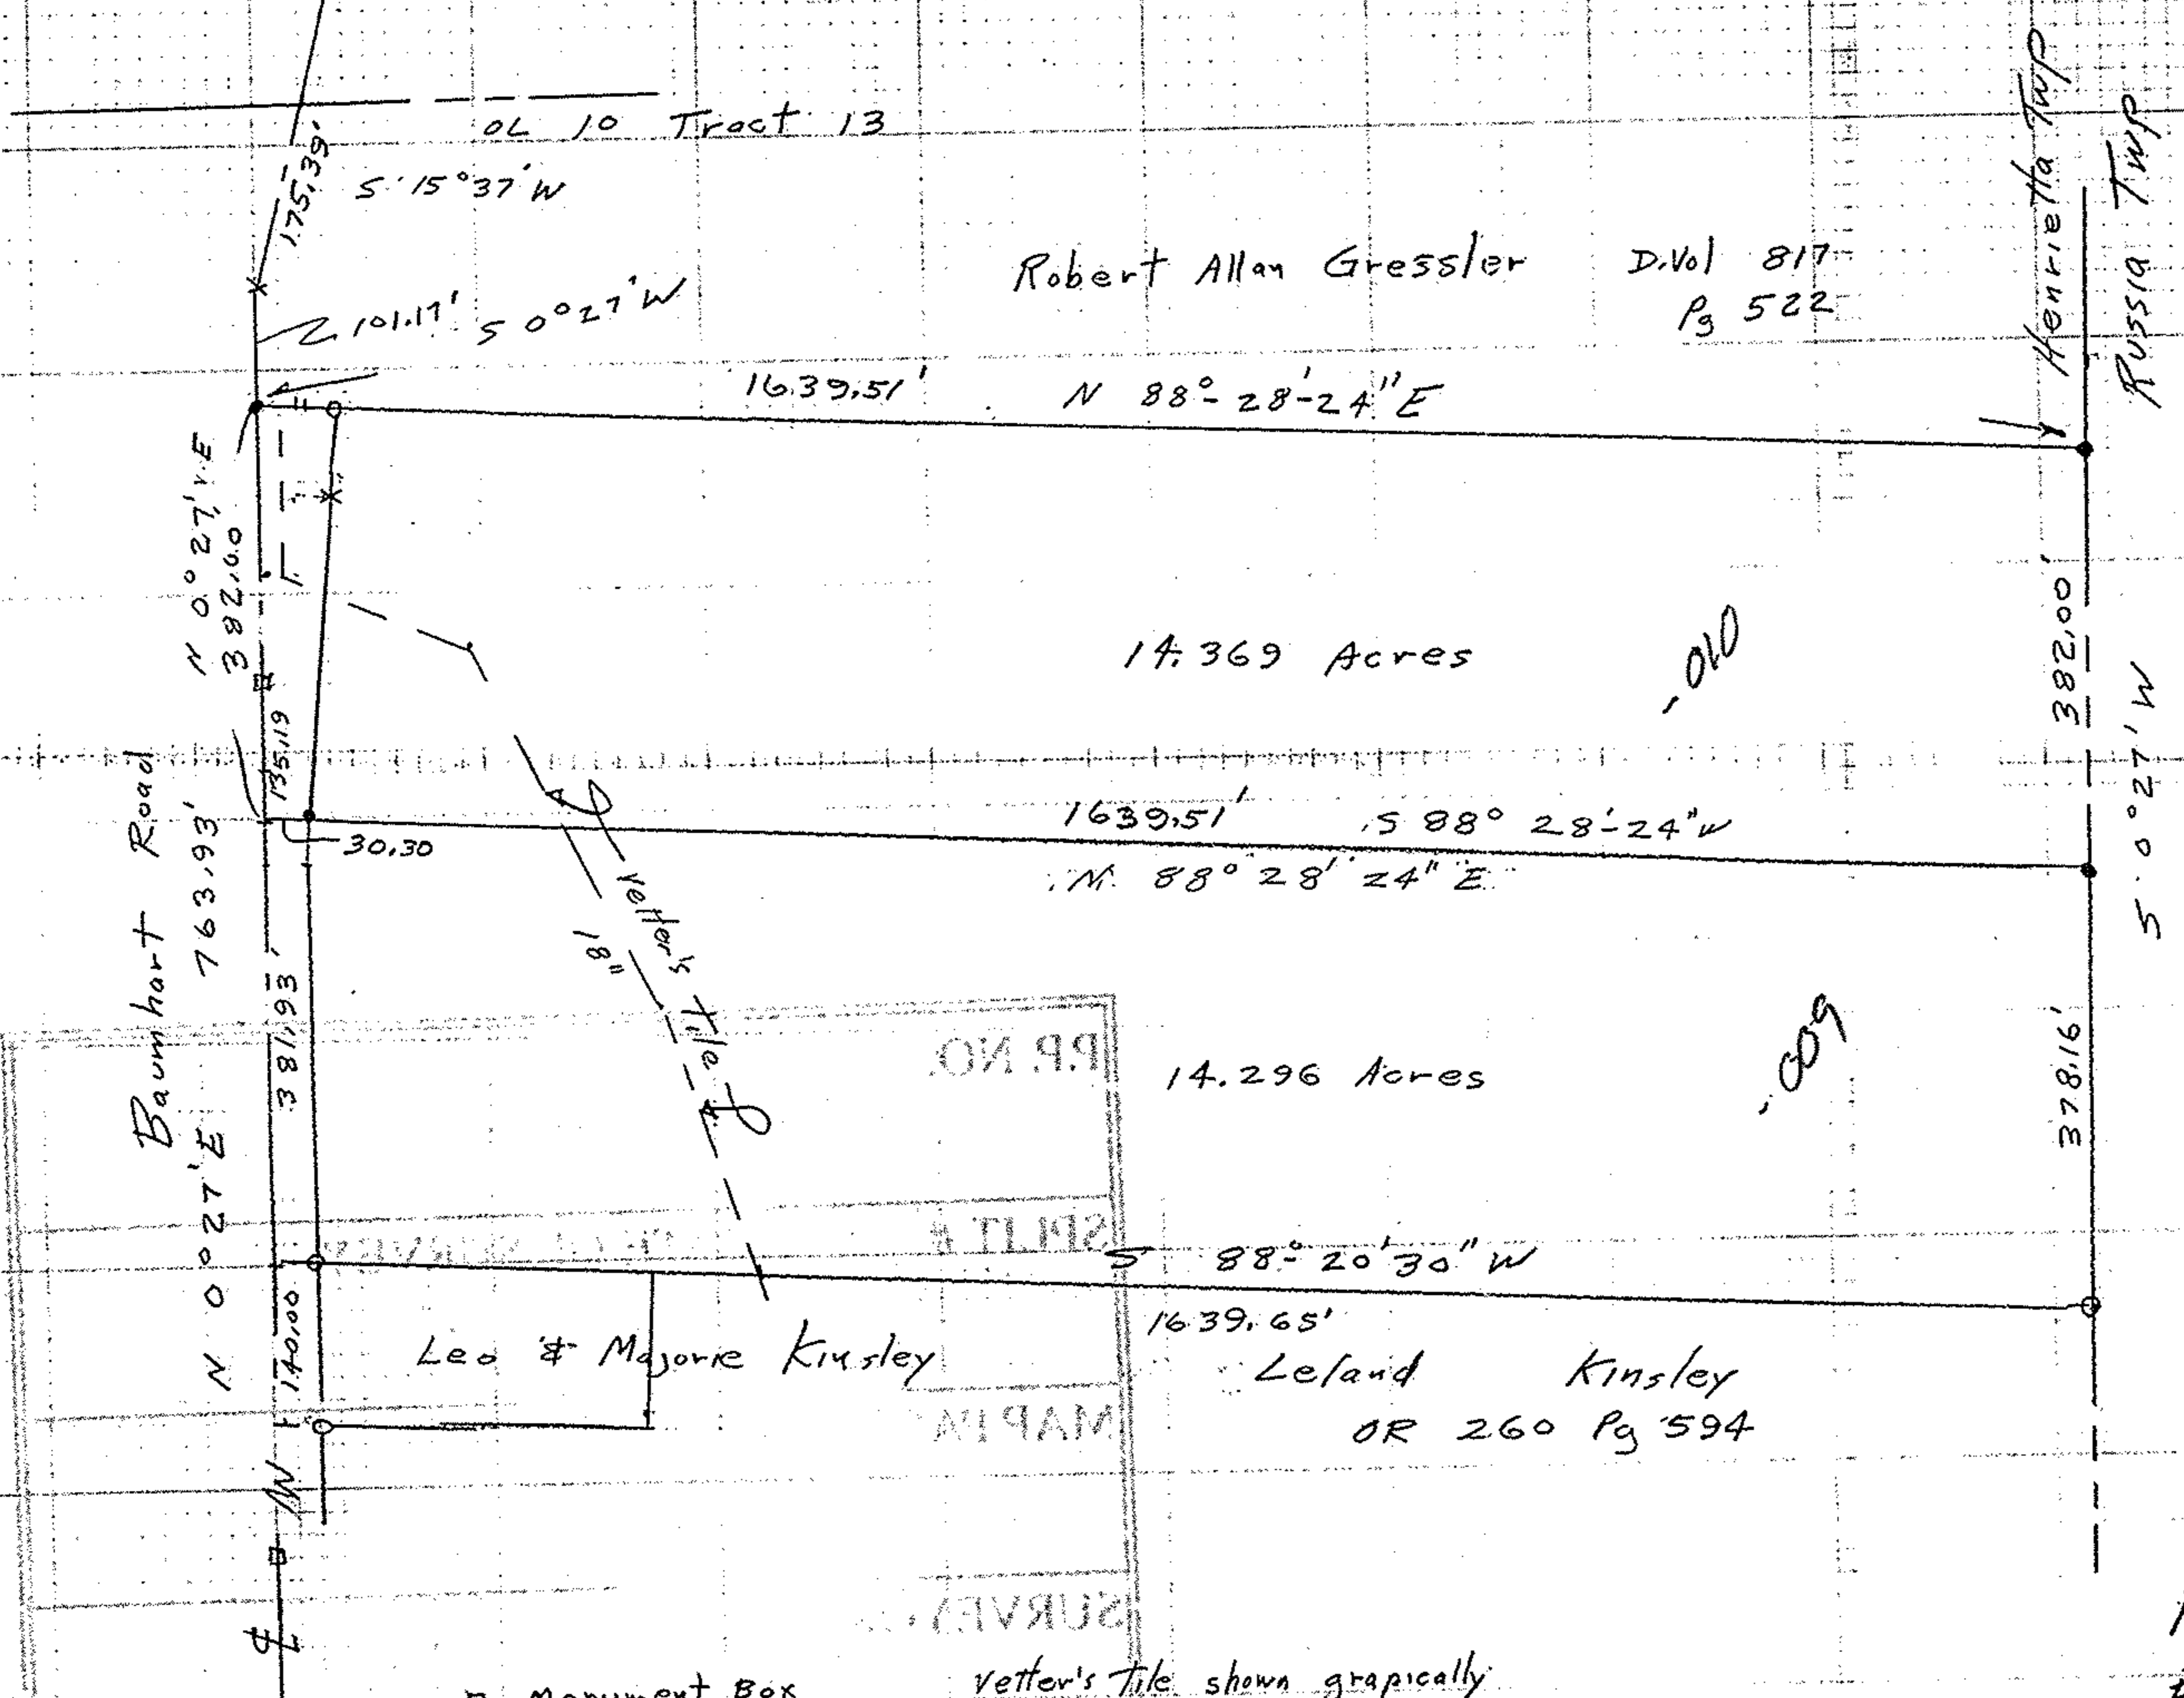 OL 10 Tract 13
175.39'
S 15°37' W
Henrietta Twp
Russia Twp
Robert Allan Gressler D.Vol 817
Pg 522
101.17' S 0°27' W
1639.51' N 88°-28'-24" E
N 0°27' E
382.00
14.369 Acres
-010
382.00'
S 0°27' W
135.19
Baumhart Road
30.30
1639.51' S 88° 28'-24" W
N 88° 28' 24" E
N 0°27' E 763.93'
381.93'
Vetter's Tile
18"
P.P. NO.
14.296 Acres
-009
378.16'
SPLIT #
S 88° 20' 30" W
1639.65'
140.00
Leo & Majorie Kinsley
Leland Kinsley
OR 260 Pg 594
Monument Box
Vetter's Tile shown grapically